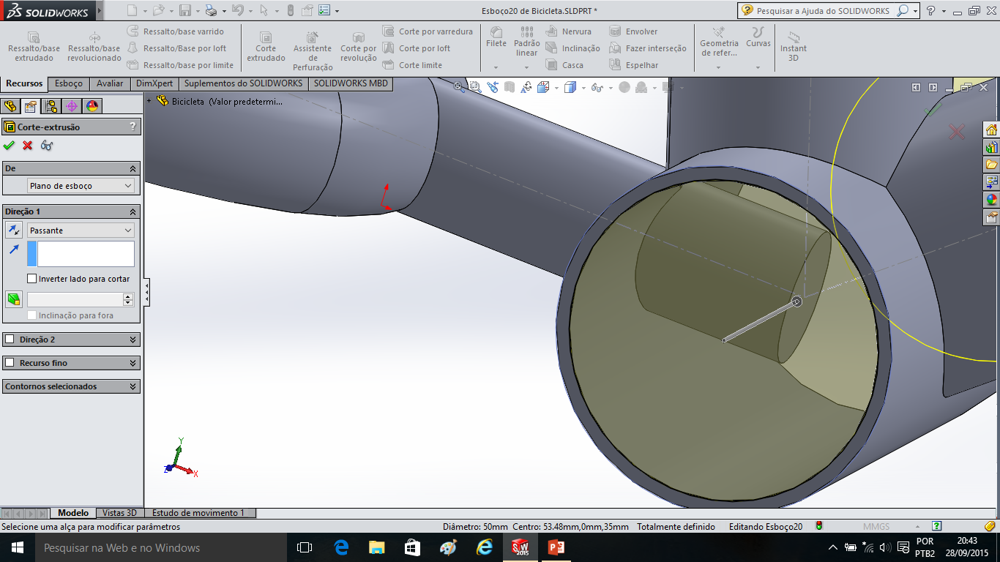 SOLIDWORKS
Esboço20 de Bicicleta.SLDPRT *
Pesquisar a Ajuda do SOLIDWORKS
Ressalto/base extrudado
Ressalto/base revolucionado
Ressalto/base varrido
Ressalto/Base por loft
Ressalto/base por limite
Corte extrudado
Assistente de Perfuração
Corte por revolução
Corte por varredura
Corte por loft
Corte limite
Filete
Padrão linear
Nervura
Inclinação
Casca
Envolver
Fazer interseção
Espelhar
Geometria de refer...
Curvas
Instant 3D
Recursos
Esboço
Avaliar
DimXpert
Suplementos do SOLIDWORKS
SOLIDWORKS MBD
Bicicleta (Valor predetermi...
Corte-extrusão
?
De
Plano de esboço
Direção 1
Passante
Inverter lado para cortar
Inclinação para fora
Direção 2
Recurso fino
Contornos selecionados
Y
Z
X
Modelo
Vistas 3D
Estudo de movimento 1
Selecione uma alça para modificar parâmetros
Diâmetro: 50mm Centro: 53.48mm,0mm,35mm
Totalmente definido
Editando Esboço20
MMGS
Pesquisar na Web e no Windows
SW
2015
POR
PTB2
20:43
28/09/2015